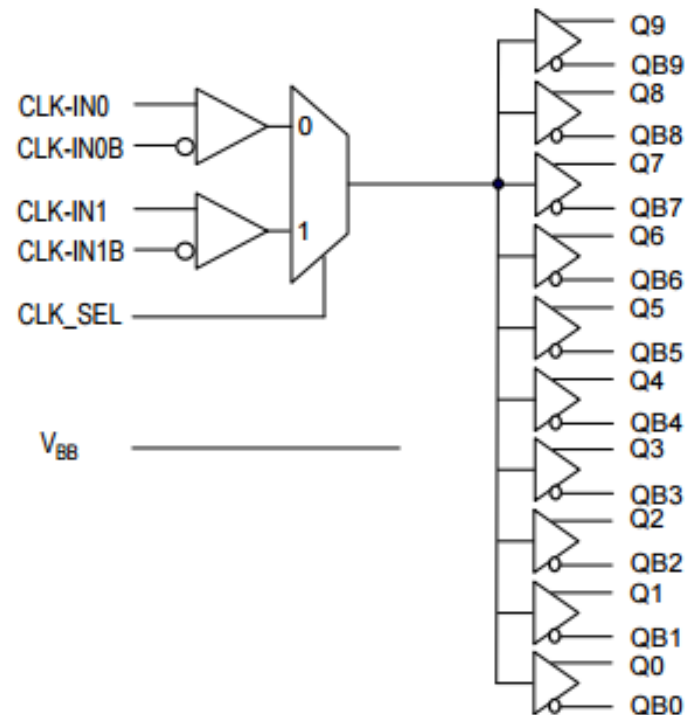 CLK-IN0
CLK-IN0B
CLK-IN1
CLK-IN1B
CLK_SEL
VBB
0
1
Q9
QB9
Q8
QB8
Q7
QB7
Q6
QB6
Q5
QB5
Q4
QB4
Q3
QB3
Q2
QB2
Q1
QB1
Q0
QB0